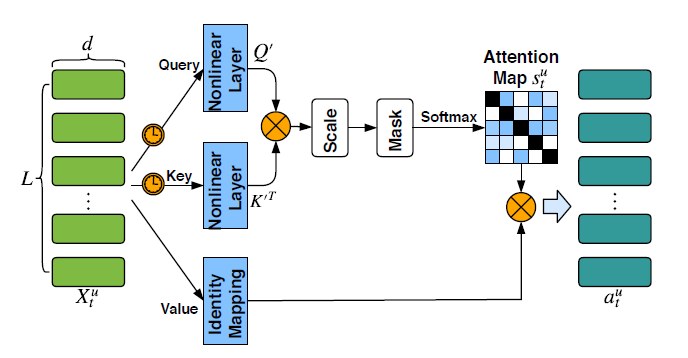 d
L
X_t^u
Query
Key
Value
Nonlinear
Layer
Q'
Nonlinear
Layer
K'^T
Identity
Mapping
Scale
Mask
Softmax
Attention
Map s_t^u
a_t^u